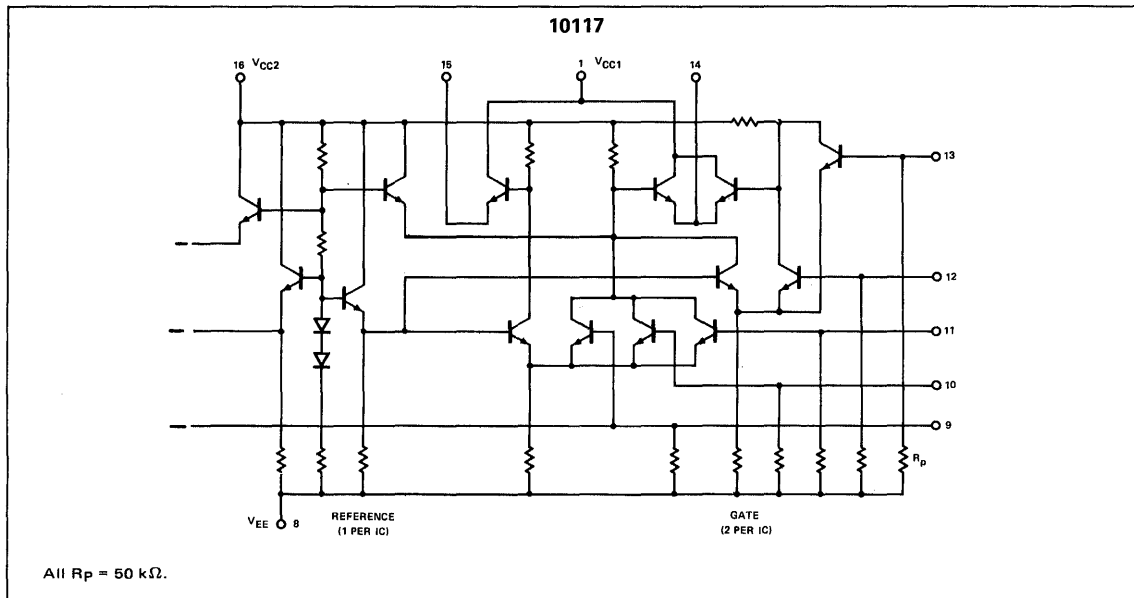 10117
16 VCC2
15
1 VCC1
14
13
12
11
10
9
Rp
VEE 8
REFERENCE
(1 PER IC)
GATE
(2 PER IC)
All Rp = 50 kΩ.